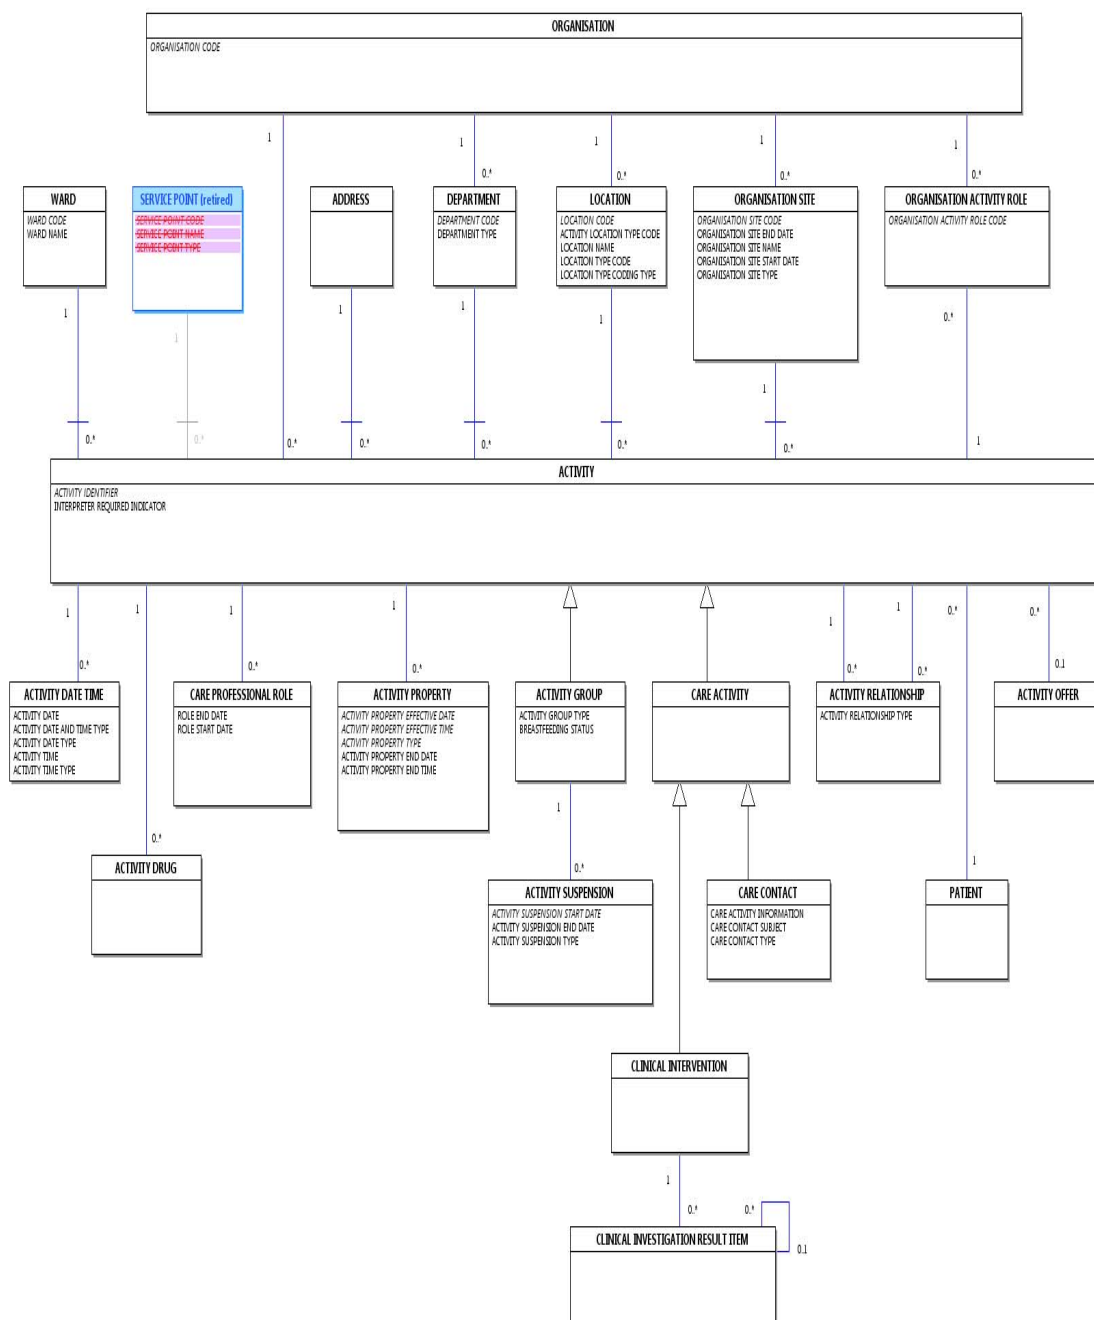 ORGANISATION
ORGANISATION CODE
1
1
1
1
1
0..*
0..*
0..*
0..*
WARD
WARD CODE
WARD NAME
SERVICE POINT (retired)
SERVICE POINT CODE
SERVICE POINT NAME
SERVICE POINT TYPE
ADDRESS
DEPARTMENT
DEPARTMENT CODE
DEPARTMENT TYPE
LOCATION
LOCATION CODE
ACTIVITY LOCATION TYPE CODE
LOCATION NAME
LOCATION TYPE CODE
LOCATION TYPE CODING TYPE
ORGANISATION SITE
ORGANISATION SITE CODE
ORGANISATION SITE END DATE
ORGANISATION SITE NAME
ORGANISATION SITE START DATE
ORGANISATION SITE TYPE
ORGANISATION ACTIVITY ROLE
ORGANISATION ACTIVITY ROLE CODE
1
1
1
1
1
1
0..*
0..*
0..*
0..*
0..*
0..*
0..*
0..*
1
ACTIVITY
ACTIVITY IDENTIFIER
INTERPRETER REQUIRED INDICATOR
1
1
1
1
1
1
0..*
0..*
0..*
0..*
0..*
0..*
0..*
0..1
ACTIVITY DATE TIME
ACTIVITY DATE
ACTIVITY DATE AND TIME TYPE
ACTIVITY DATE TYPE
ACTIVITY TIME
ACTIVITY TIME TYPE
CARE PROFESSIONAL ROLE
ROLE END DATE
ROLE START DATE
ACTIVITY PROPERTY
ACTIVITY PROPERTY EFFECTIVE DATE
ACTIVITY PROPERTY EFFECTIVE TIME
ACTIVITY PROPERTY TYPE
ACTIVITY PROPERTY END DATE
ACTIVITY PROPERTY END TIME
ACTIVITY GROUP
ACTIVITY GROUP TYPE
BREASTFEEDING STATUS
CARE ACTIVITY
ACTIVITY RELATIONSHIP
ACTIVITY RELATIONSHIP TYPE
ACTIVITY OFFER
0..*
1
0..*
1
ACTIVITY DRUG
ACTIVITY SUSPENSION
ACTIVITY SUSPENSION START DATE
ACTIVITY SUSPENSION END DATE
ACTIVITY SUSPENSION TYPE
CARE CONTACT
CARE ACTIVITY INFORMATION
CARE CONTACT SUBJECT
CARE CONTACT TYPE
PATIENT
CLINICAL INTERVENTION
1
0..*
0..*
0..1
CLINICAL INVESTIGATION RESULT ITEM